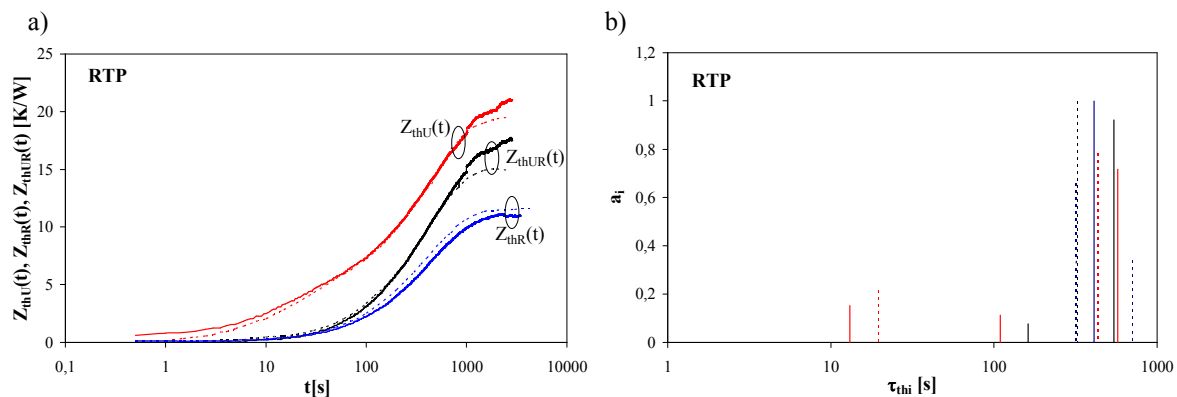 a)
Z_thU(t), Z_thR(t), Z_thUR(t) [K/W]
25
20
15
10
5
0
RTP
Z_thU(t)
Z_thUR(t)
Z_thR(t)
0,1
1
10
100
1000
10000
t[s]
b)
a_i
1,2
1
0,8
0,6
0,4
0,2
0
RTP
1
10
100
1000
τ_thi [s]